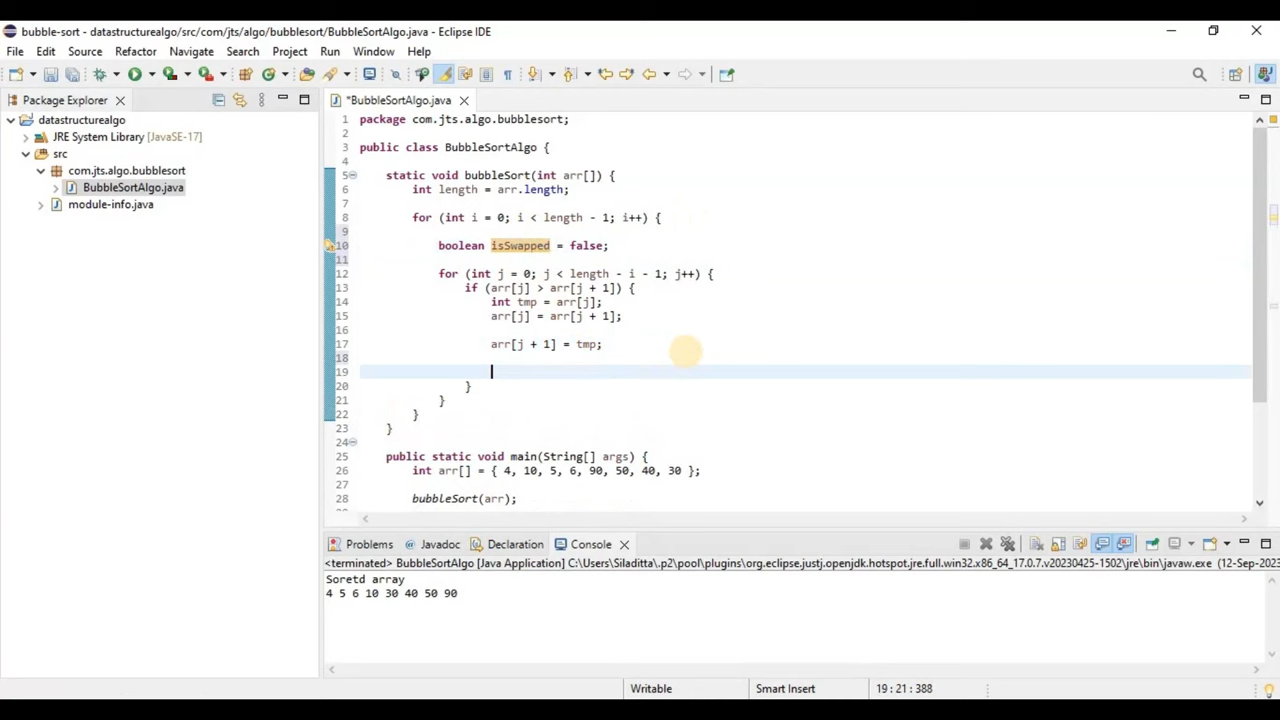 bubble-sort - datastructurealgo/src/com/jts/algo/bubblesort/BubbleSortAlgo.java - Eclipse IDE
File Edit Source Refactor Navigate Search Project Run Window Help
Package Explorer
*BubbleSortAlgo.java
datastructurealgo
JRE System Library [JavaSE-17]
src
com.jts.algo.bubblesort
BubbleSortAlgo.java
module-info.java
1 package com.jts.algo.bubblesort;
2
3 public class BubbleSortAlgo {
4
5 static void bubbleSort(int arr[]) {
6 int length = arr.length;
7
8 for (int i = 0; i < length - 1; i++) {
9
10 boolean isSwapped = false;
11
12 for (int j = 0; j < length - i - 1; j++) {
13 if (arr[j] > arr[j + 1]) {
14 int tmp = arr[j];
15 arr[j] = arr[j + 1];
16
17 arr[j + 1] = tmp;
18
19
20 }
21 }
22 }
23 }
24
25 public static void main(String[] args) {
26 int arr[] = { 4, 10, 5, 6, 90, 50, 40, 30 };
27
28 bubbleSort(arr);
Problems Javadoc Declaration Console
<terminated> BubbleSortAlgo [Java Application] C:\Users\Siladitta\.p2\pool\plugins\org.eclipse.justj.openjdk.hotspot.jre.full.win32.x86_64_17.0.7.v20230425-1502\jre\bin\javaw.exe (12-Sep-2023
Soretd array
4 5 6 10 30 40 50 90
Writable Smart Insert 19 : 21 : 388